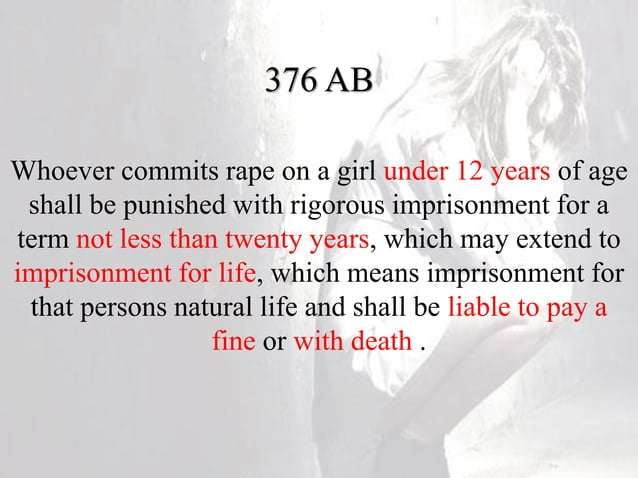 376 AB
Whoever commits rape on a girl under 12 years of age
shall be punished with rigorous imprisonment for a
term not less than twenty years, which may extend to
imprisonment for life, which means imprisonment for
that persons natural life and shall be liable to pay a
fine or with death .